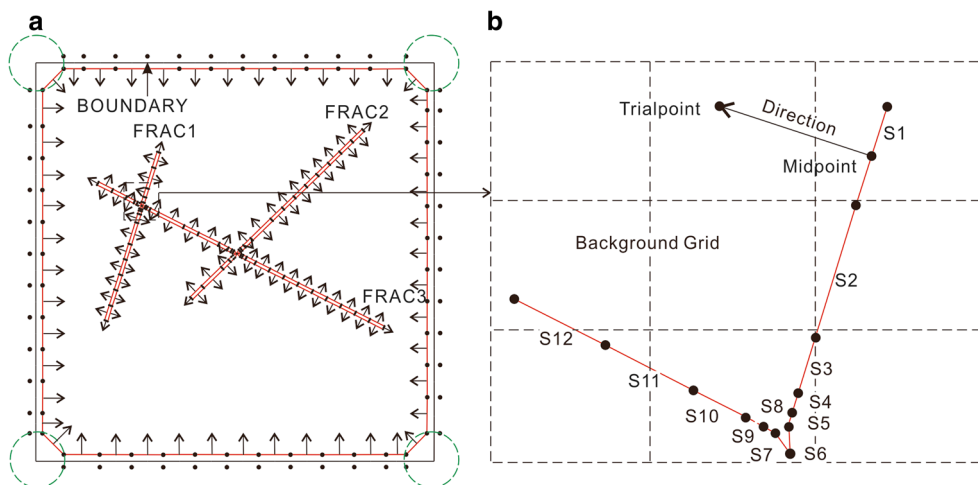 a
BOUNDARY
FRAC1
FRAC2
FRAC3
b
Trialpoint
Direction
Midpoint
S1
Background Grid
S2
S12
S3
S11
S4
S10
S8
S5
S9
S7
S6